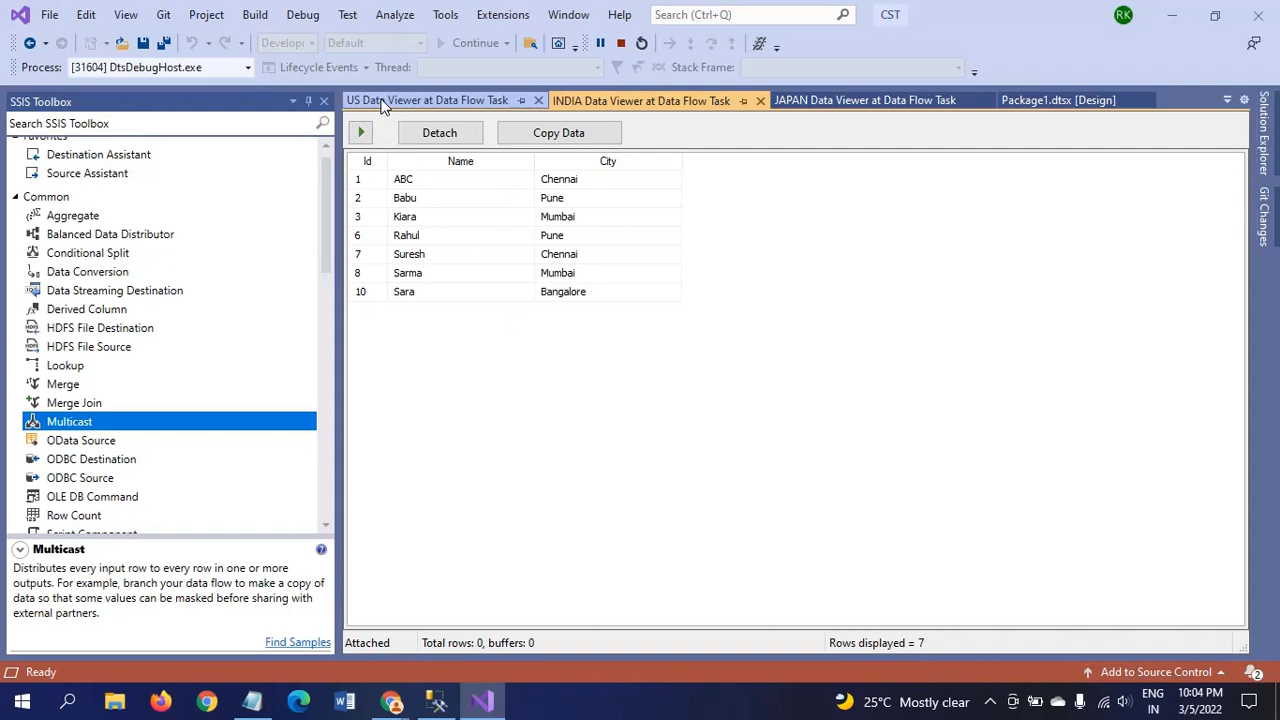 File Edit View Git Project Build Debug Test Analyze Tools Extensions Window Help Search (Ctrl+Q) CST RK
Developi Default Continue
Process: [31604] DtsDebugHost.exe Lifecycle Events Thread: Stack Frame:
SSIS Toolbox
Search SSIS Toolbox
Favorites
Destination Assistant
Source Assistant
Common
Aggregate
Balanced Data Distributor
Conditional Split
Data Conversion
Data Streaming Destination
Derived Column
HDFS File Destination
HDFS File Source
Lookup
Merge
Merge Join
Multicast
OData Source
ODBC Destination
ODBC Source
OLE DB Command
Row Count
Script Component
Multicast
Distributes every input row to every row in one or more
outputs. For example, branch your data flow to make a copy of
data so that some values can be masked before sharing with
external partners.
Find Samples
US Data Viewer at Data Flow Task INDIA Data Viewer at Data Flow Task JAPAN Data Viewer at Data Flow Task Package1.dtsx [Design]
Detach Copy Data
Id Name City
1 ABC Chennai
2 Babu Pune
3 Kiara Mumbai
6 Rahul Pune
7 Suresh Chennai
8 Sarma Mumbai
10 Sara Bangalore
Attached Total rows: 0, buffers: 0 Rows displayed = 7
Solution Explorer
Git Changes
Ready Add to Source Control 2
25°C Mostly clear ENG IN 10:04 PM 3/5/2022